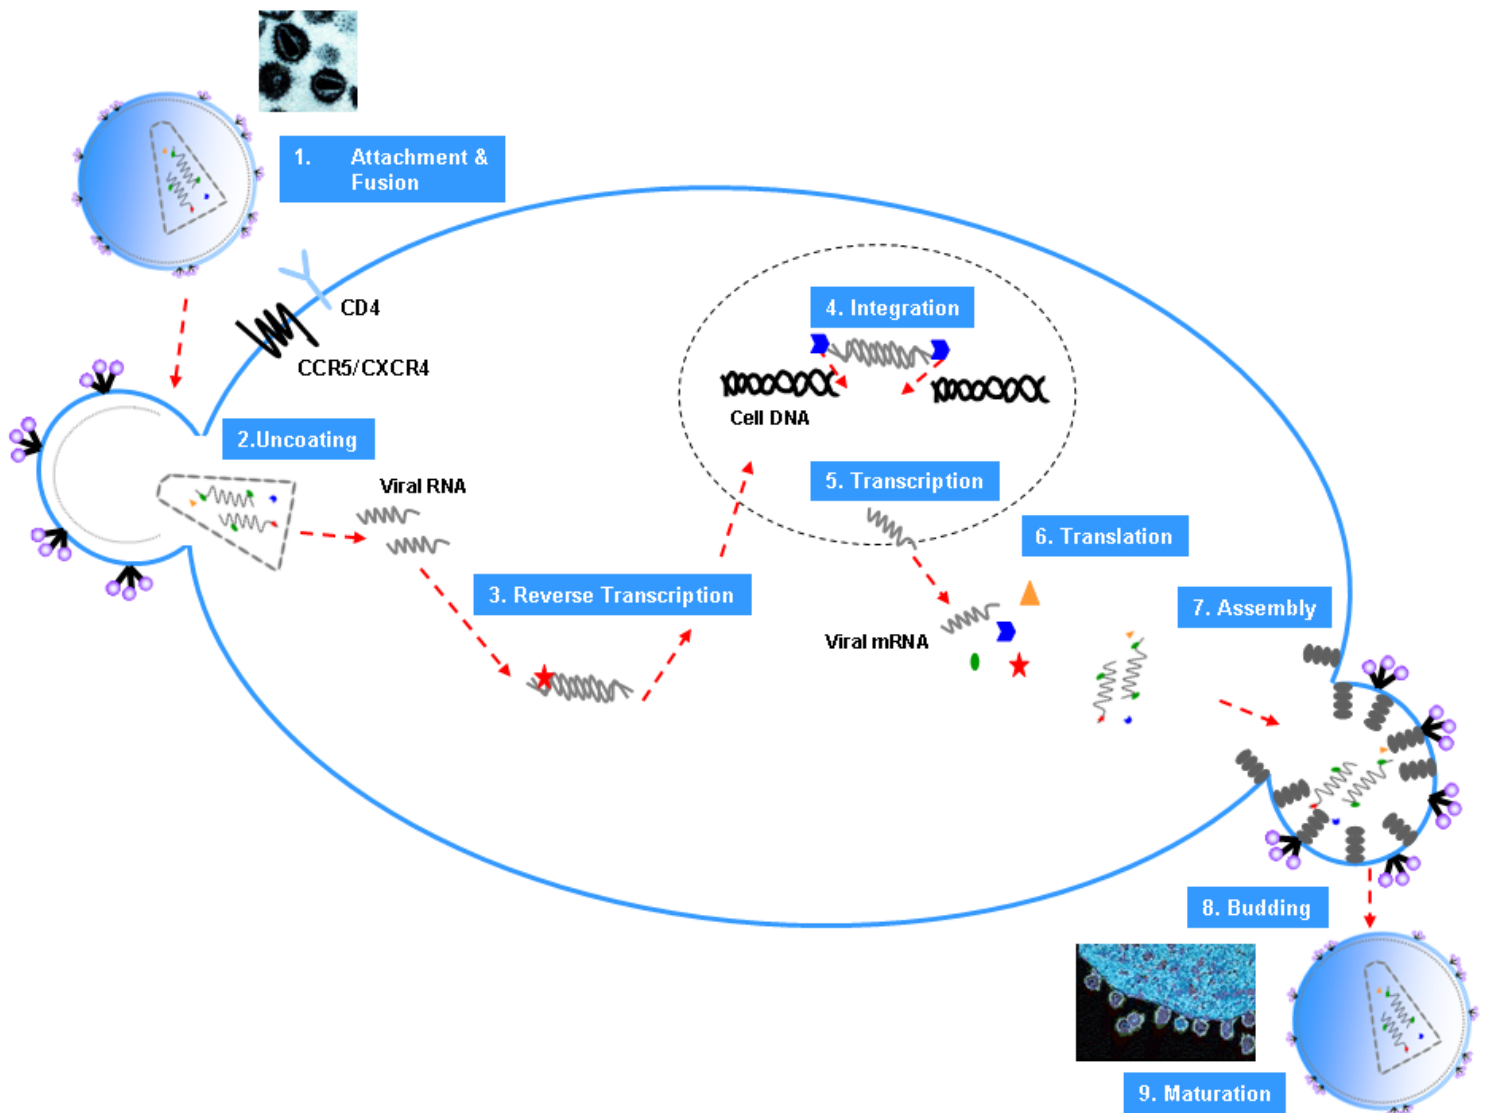 1. Attachment &
Fusion
CD4
CCR5/CXCR4
2.Uncoating
Viral RNA
3. Reverse Transcription
4. Integration
Cell DNA
5. Transcription
6. Translation
Viral mRNA
7. Assembly
8. Budding
9. Maturation